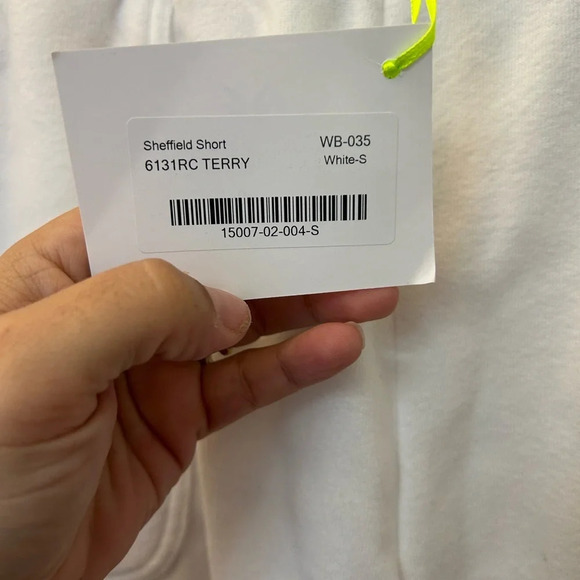 Sheffield Short WB-035
6131RC TERRY White-S
15007-02-004-S